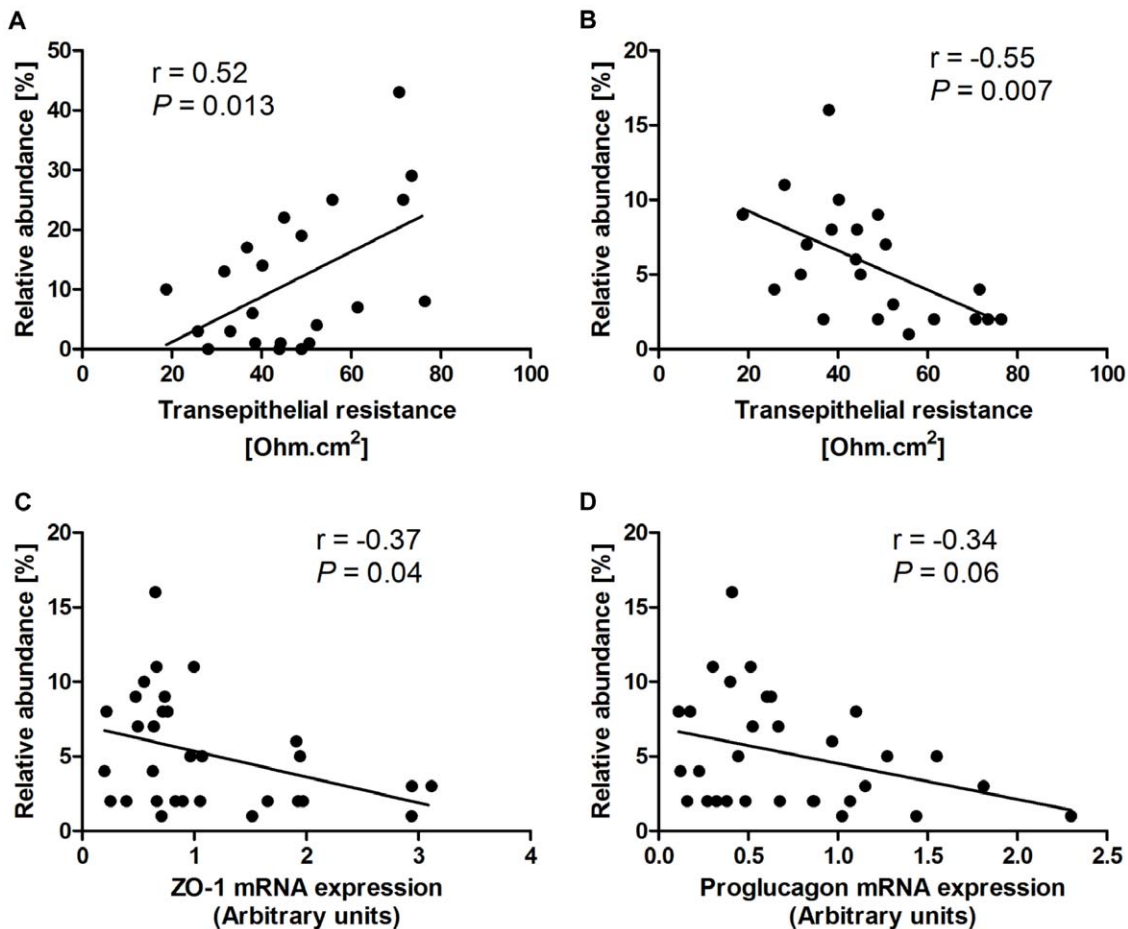 A
r = 0.52
P = 0.013
Relative abundance [%]
50
40
30
20
10
0
0 20 40 60 80 100
Transepithelial resistance
[Ohm.cm²]
B
r = -0.55
P = 0.007
Relative abundance [%]
20
15
10
5
0
0 20 40 60 80 100
Transepithelial resistance
[Ohm.cm²]
C
r = -0.37
P = 0.04
Relative abundance [%]
20
15
10
5
0
0 1 2 3 4
ZO-1 mRNA expression
(Arbitrary units)
D
r = -0.34
P = 0.06
Relative abundance [%]
20
15
10
5
0
0.0 0.5 1.0 1.5 2.0 2.5
Proglucagon mRNA expression
(Arbitrary units)